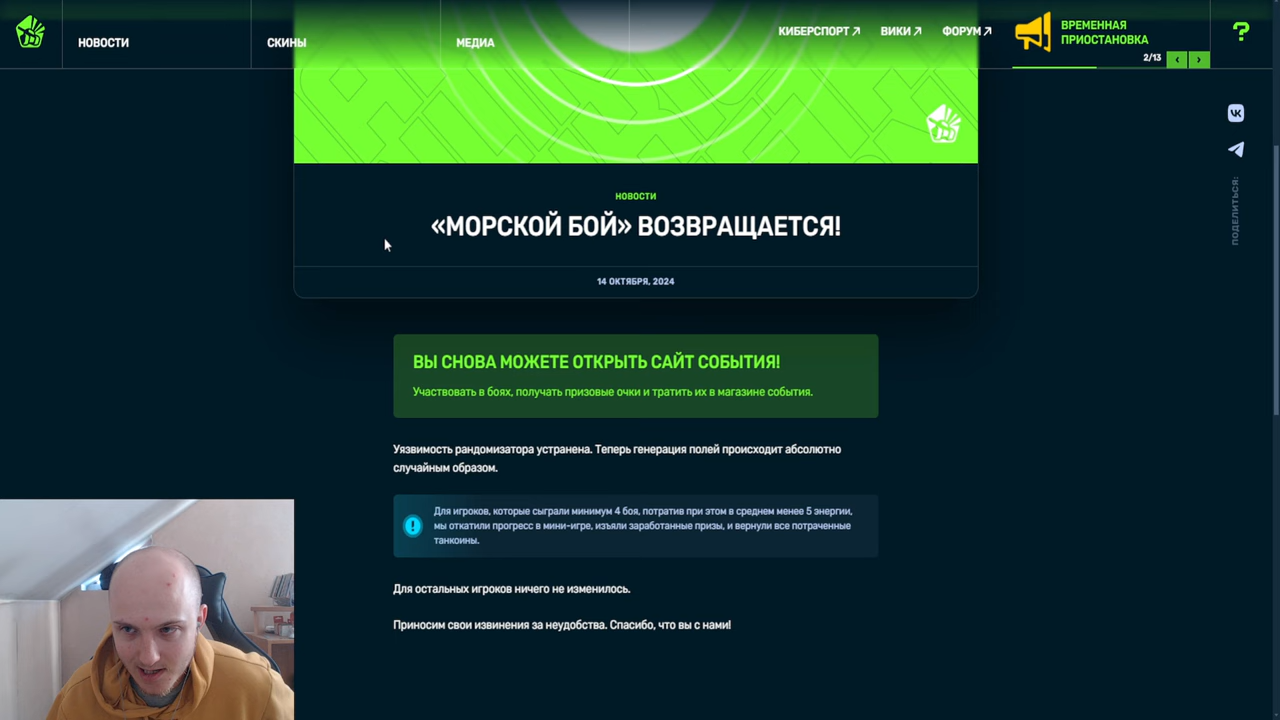 НОВОСТИ
СКИНЫ
МЕДИА
КИБЕРСПОРТ
ВИКИ
ФОРУМ
ВРЕМЕННАЯ
ПРИОСТАНОВКА
2/13
?
ПОДЕЛИТЬСЯ:
НОВОСТИ
«МОРСКОЙ БОЙ» ВОЗВРАЩАЕТСЯ!
14 ОКТЯБРЯ, 2024
ВЫ СНОВА МОЖЕТЕ ОТКРЫТЬ САЙТ СОБЫТИЯ!
Участвовать в боях, получать призовые очки и тратить их в магазине события.
Уязвимость рандомизатора устранена. Теперь генерация полей происходит абсолютно
случайным образом.
Для игроков, которые сыграли минимум 4 боя, потратив при этом в среднем менее 5 энергии,
мы откатили прогресс в мини-игре, изъяли заработанные призы, и вернули все потраченные
танкоины.
Для остальных игроков ничего не изменилось.
Приносим свои извинения за неудобства. Спасибо, что вы с нами!